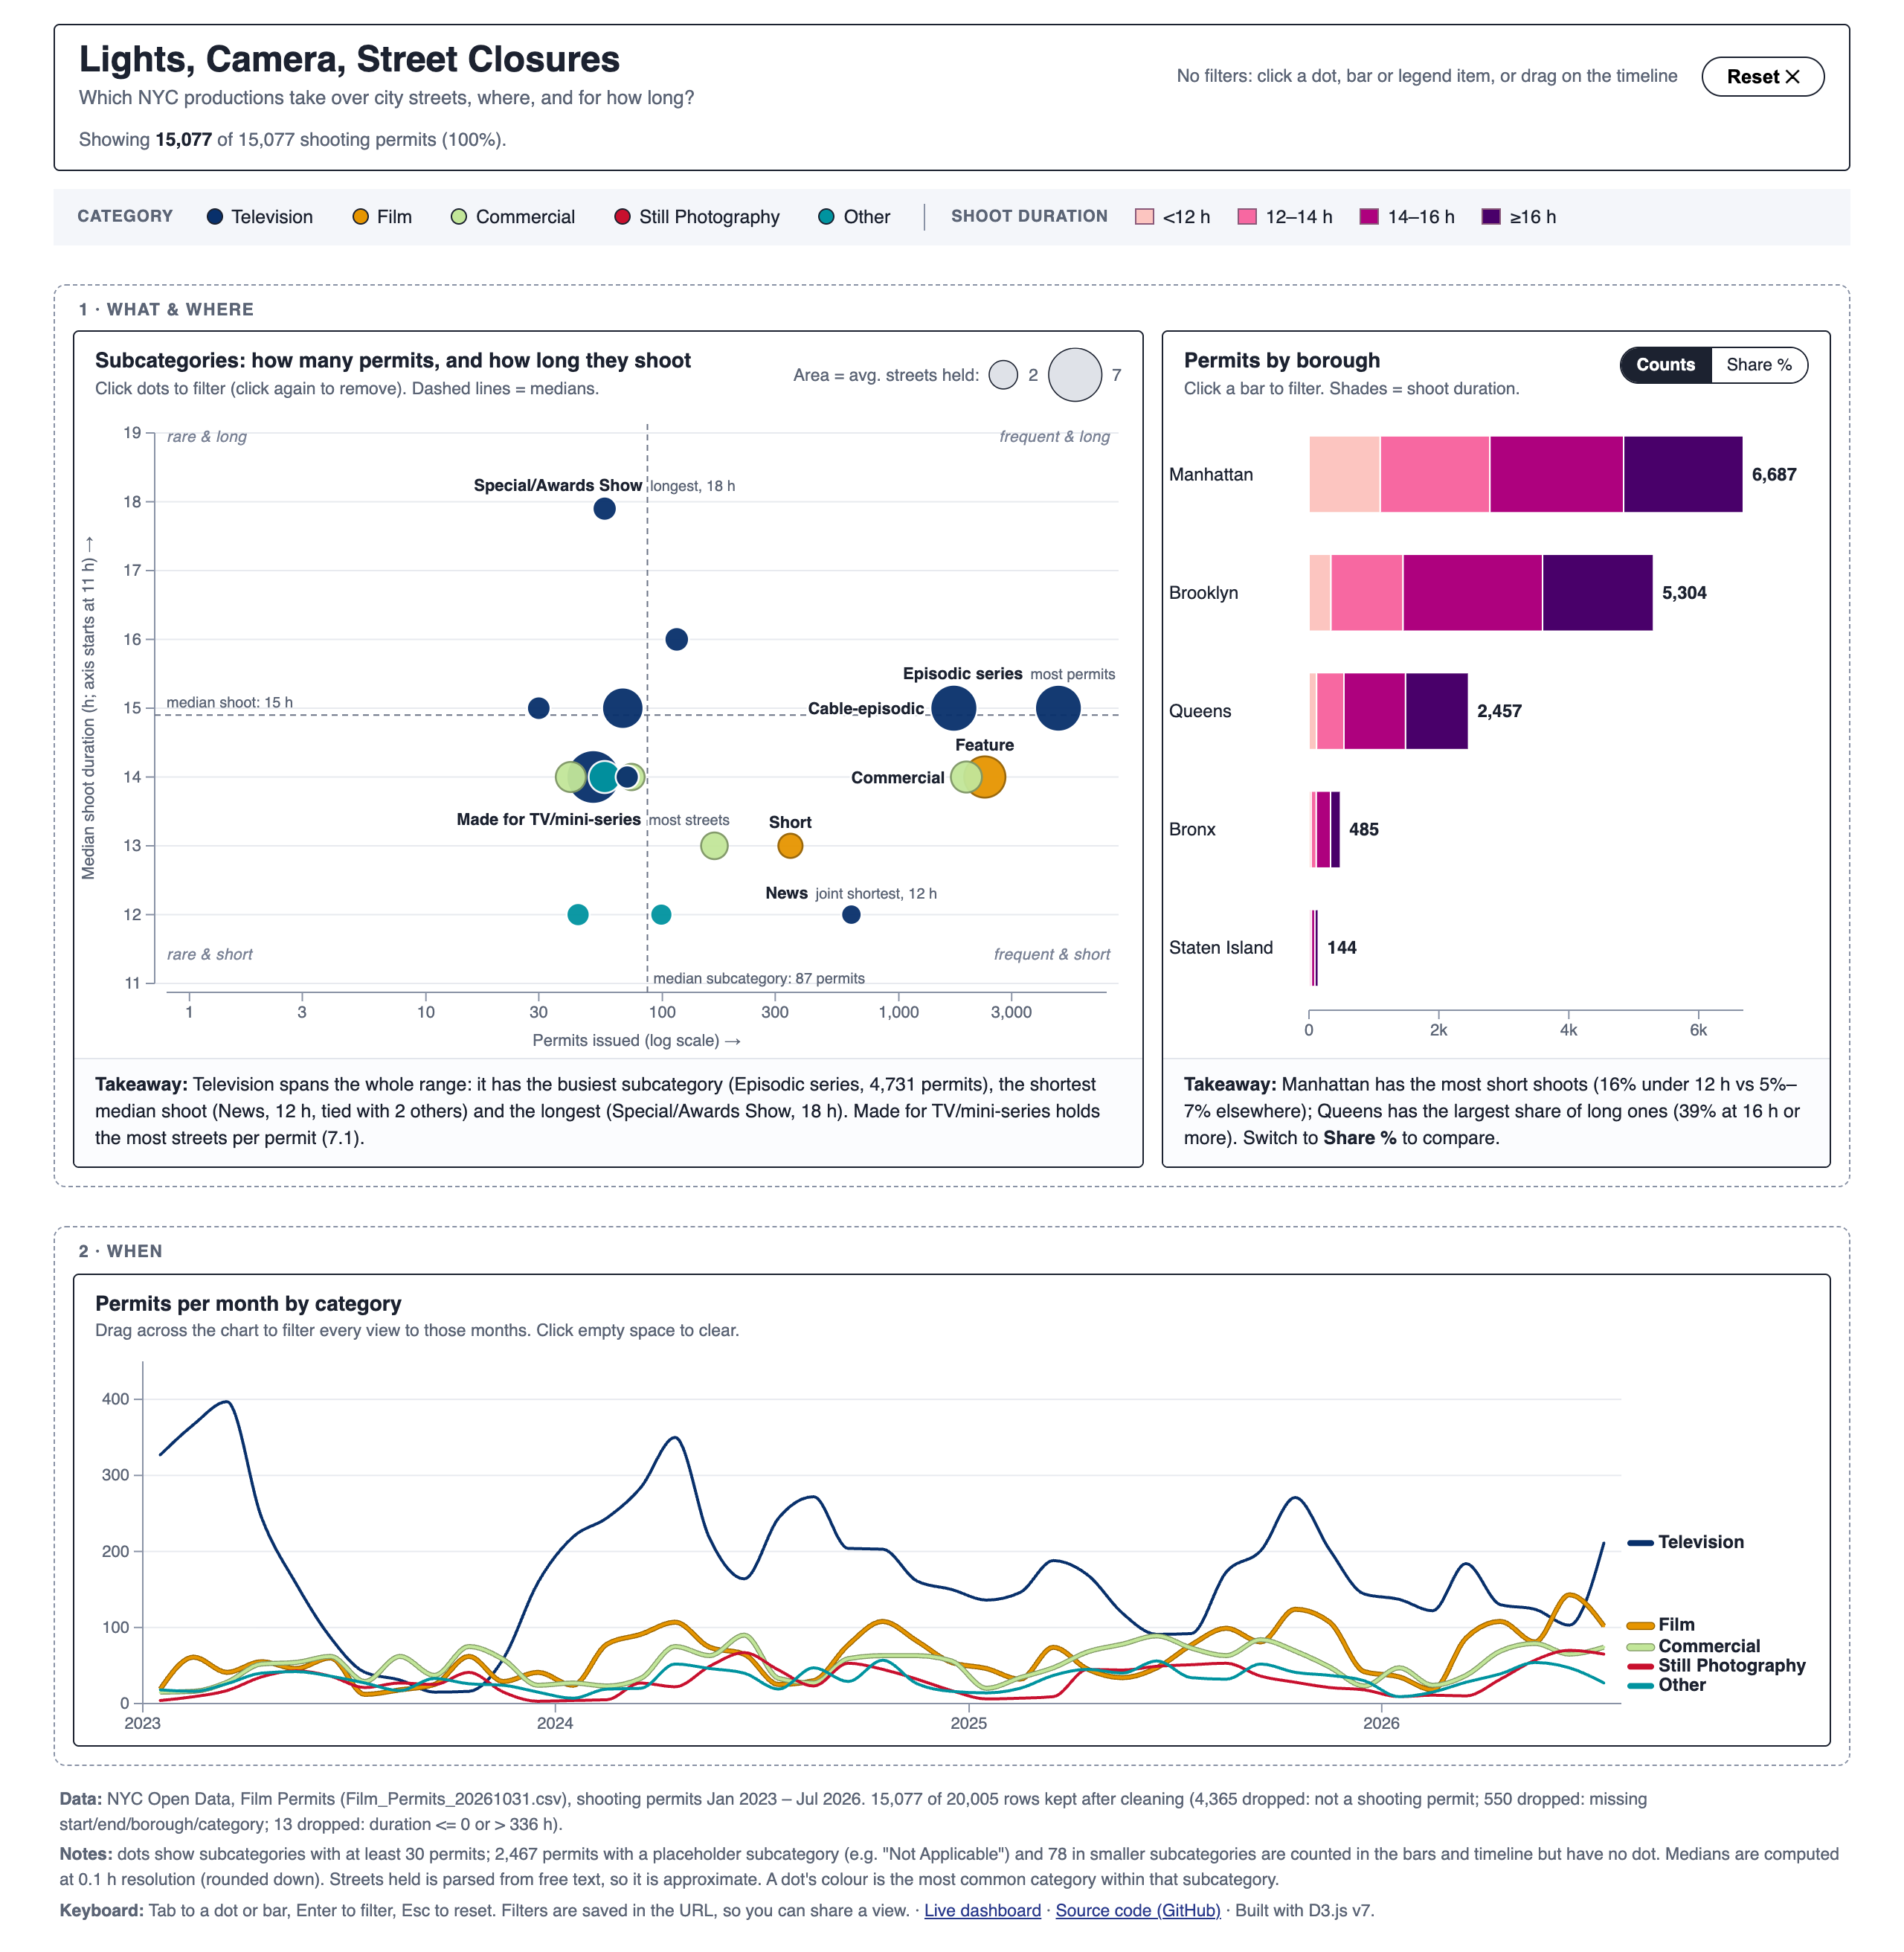 Lights, Camera, Street Closures
Which NYC productions take over city streets, where, and for how long?
Showing 15,077 of 15,077 shooting permits (100%).
No filters: click a dot, bar or legend item, or drag on the timeline
Reset ✕
CATEGORY Television Film Commercial Still Photography Other SHOOT DURATION <12 h 12–14 h 14–16 h ≥16 h
1 · WHAT & WHERE
Subcategories: how many permits, and how long they shoot
Click dots to filter (click again to remove). Dashed lines = medians.
Area = avg. streets held: 2 7
Median shoot duration (h; axis starts at 11 h) →
19
18
17
16
15
14
13
12
11
rare & long
frequent & long
Special/Awards Show longest, 18 h
Episodic series most permits
median shoot: 15 h
Cable-episodic
Feature
Commercial
Made for TV/mini-series most streets
Short
News joint shortest, 12 h
rare & short
frequent & short
median subcategory: 87 permits
1 3 10 30 100 300 1,000 3,000
Permits issued (log scale) →
Takeaway: Television spans the whole range: it has the busiest subcategory (Episodic series, 4,731 permits), the shortest
median shoot (News, 12 h, tied with 2 others) and the longest (Special/Awards Show, 18 h). Made for TV/mini-series holds
the most streets per permit (7.1).
Permits by borough
Click a bar to filter. Shades = shoot duration.
Counts Share %
Manhattan 6,687
Brooklyn 5,304
Queens 2,457
Bronx 485
Staten Island 144
0 2k 4k 6k
Takeaway: Manhattan has the most short shoots (16% under 12 h vs 5%–
7% elsewhere); Queens has the largest share of long ones (39% at 16 h or
more). Switch to Share % to compare.
2 · WHEN
Permits per month by category
Drag across the chart to filter every view to those months. Click empty space to clear.
400
300
200
100
0
Television
Film
Commercial
Still Photography
Other
2023 2024 2025 2026
Data: NYC Open Data, Film Permits (Film_Permits_20261031.csv), shooting permits Jan 2023 – Jul 2026. 15,077 of 20,005 rows kept after cleaning (4,365 dropped: not a shooting permit; 550 dropped: missing
start/end/borough/category; 13 dropped: duration <= 0 or > 336 h).
Notes: dots show subcategories with at least 30 permits; 2,467 permits with a placeholder subcategory (e.g. "Not Applicable") and 78 in smaller subcategories are counted in the bars and timeline but have no dot. Medians are computed
at 0.1 h resolution (rounded down). Streets held is parsed from free text, so it is approximate. A dot's colour is the most common category within that subcategory.
Keyboard: Tab to a dot or bar, Enter to filter, Esc to reset. Filters are saved in the URL, so you can share a view. · Live dashboard · Source code (GitHub) · Built with D3.js v7.